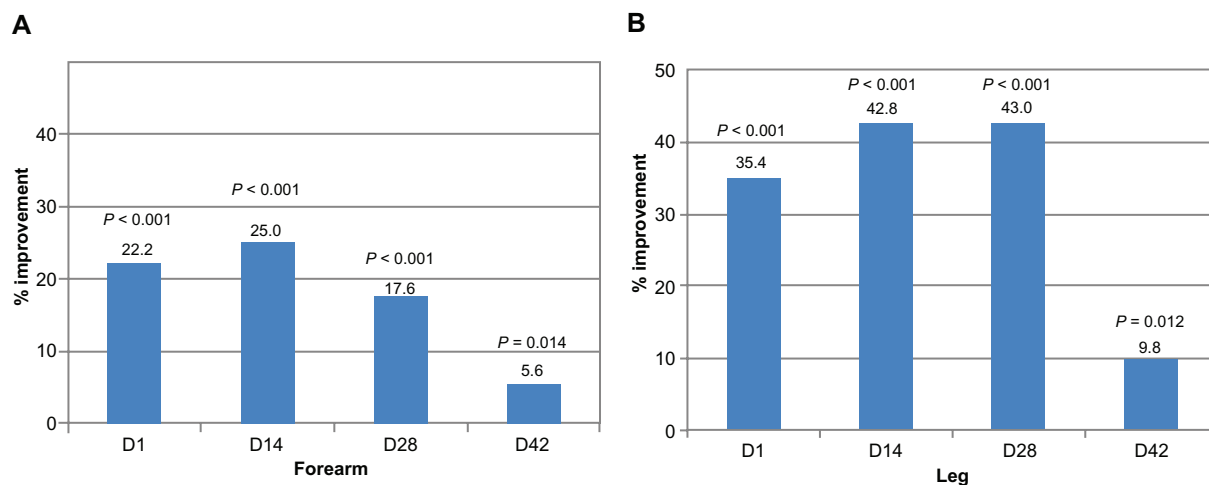 A
% improvement
40
30
20
10
0
P < 0.001
22.2
P < 0.001
25.0
P < 0.001
17.6
P = 0.014
5.6
D1
D14
D28
D42
Forearm
B
% improvement
50
40
30
20
10
0
P < 0.001
35.4
P < 0.001
42.8
P < 0.001
43.0
P = 0.012
9.8
D1
D14
D28
D42
Leg